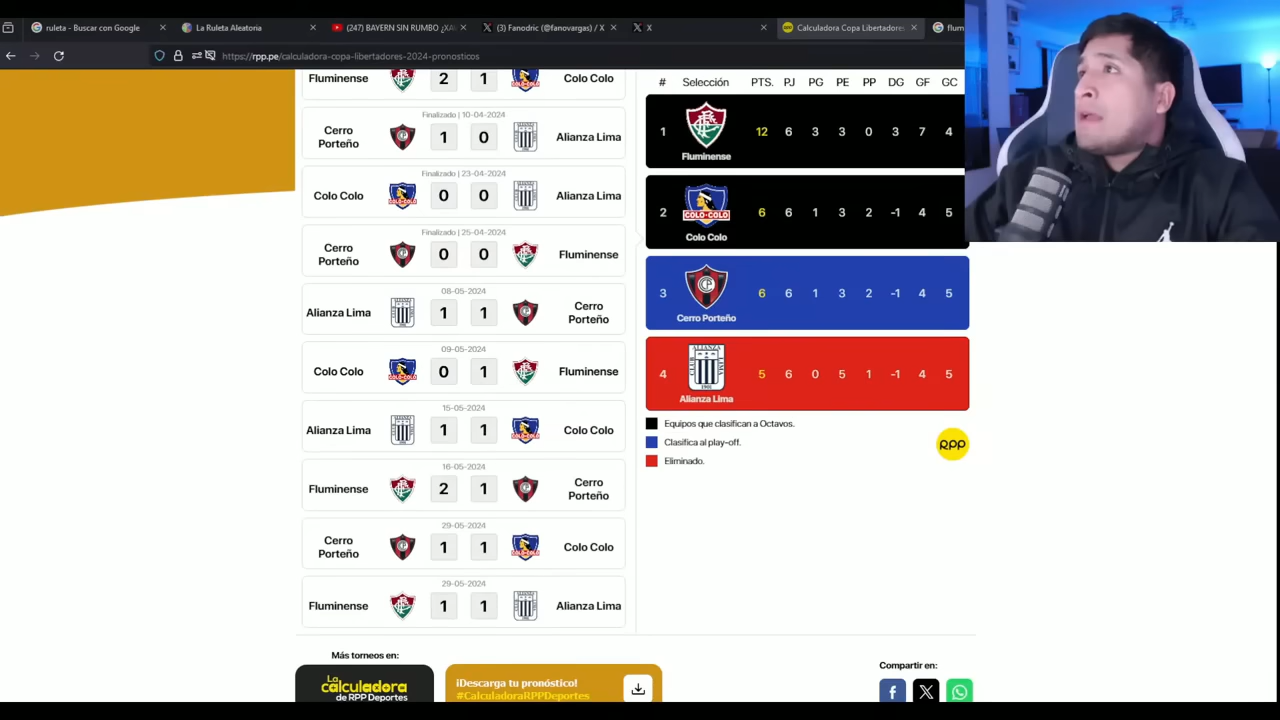 ruleta - Buscar con Google
La Ruleta Aleatoria
(247) BAYERN SIN RUMBO ¿XA
(3) Fanodric (@fanovargas) / X
X
Calculadora Copa Libertadores
flum
https://rpp.pe/calculadora-copa-libertadores-2024-pronosticos
Fluminense 2 1 Colo Colo
Finalizado | 10-04-2024
Cerro Porteño 1 0 Alianza Lima
Finalizado | 23-04-2024
Colo Colo 0 0 Alianza Lima
Finalizado | 25-04-2024
Cerro Porteño 0 0 Fluminense
08-05-2024
Alianza Lima 1 1 Cerro Porteño
09-05-2024
Colo Colo 0 1 Fluminense
15-05-2024
Alianza Lima 1 1 Colo Colo
16-05-2024
Fluminense 2 1 Cerro Porteño
29-05-2024
Cerro Porteño 1 1 Colo Colo
29-05-2024
Fluminense 1 1 Alianza Lima
# Selección PTS. PJ PG PE PP DG GF GC
1 12 6 3 3 0 3 7 4
Fluminense
2 COLO-COLO 6 6 1 3 2 -1 4 5
Colo Colo
3 CP 6 6 1 3 2 -1 4 5
Cerro Porteño
4 ALIANZA LIMA 5 6 0 5 1 -1 4 5
Alianza Lima
Equipos que clasifican a Octavos.
Clasifica al play-off.
Eliminado.
RPP
Más torneos en:
La calculadora
de RPP Deportes
¡Descarga tu pronóstico!
#CalculadoraRPPDeportes
Compartir en: